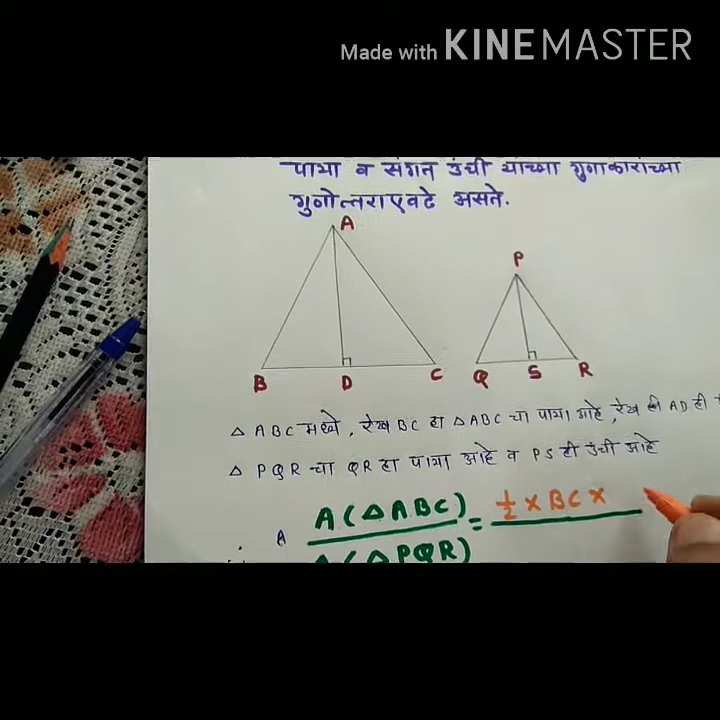 Made with KINEMASTER
पाया व संगत उंची यांच्या गुणाकारांच्या
गुणोत्तराएवढे असते.
A
P
B D C Q S R
△ ABC मध्ये, रेख BC हा △ ABC चा पाया आहे, रेख AD ही
△ PQR चा QR हा पाया आहे व PS ही उंची आहे
A A(△ABC) = 1/2 × BC ×
A(△PQR)